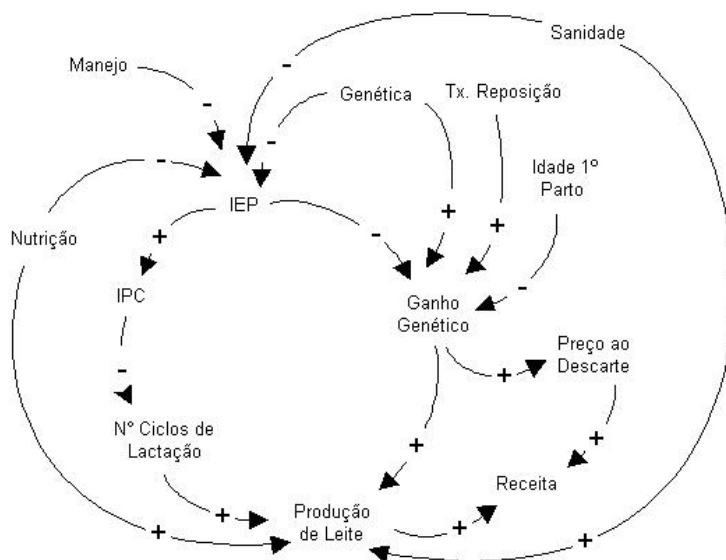 Sanidade
Manejo
-
Genética
Tx. Reposição
-
-
-
Idade 1º
Parto
IEP
+
+
Nutrição
+
-
IPC
-
Ganho
Genético
Preço ao
Descarte
-
+
Nº Ciclos de
Lactação
+
+
Receita
+
Produção
de Leite
+
+
+